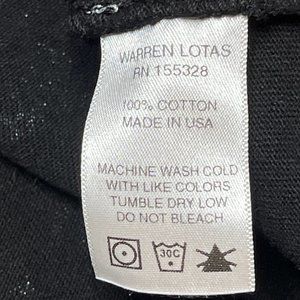 WARREN LOTAS
RN 155328
100% COTTON
MADE IN USA
MACHINE WASH COLD
WITH LIKE COLORS
TUMBLE DRY LOW
DO NOT BLEACH
30C